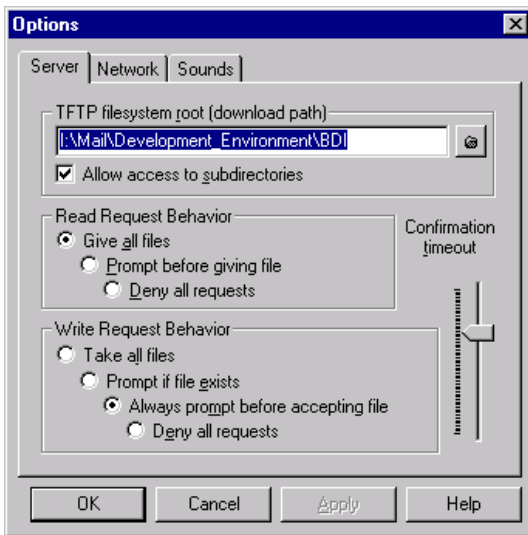 Options
Server
Network
Sounds
TFTP filesystem root (download path)
I:\Mail\Development_Environment\BDI
Allow access to subdirectories
Read Request Behavior
Give all files
Prompt before giving file
Deny all requests
Confirmation
timeout
Write Request Behavior
Take all files
Prompt if file exists
Always prompt before accepting file
Deny all requests
OK
Cancel
Apply
Help